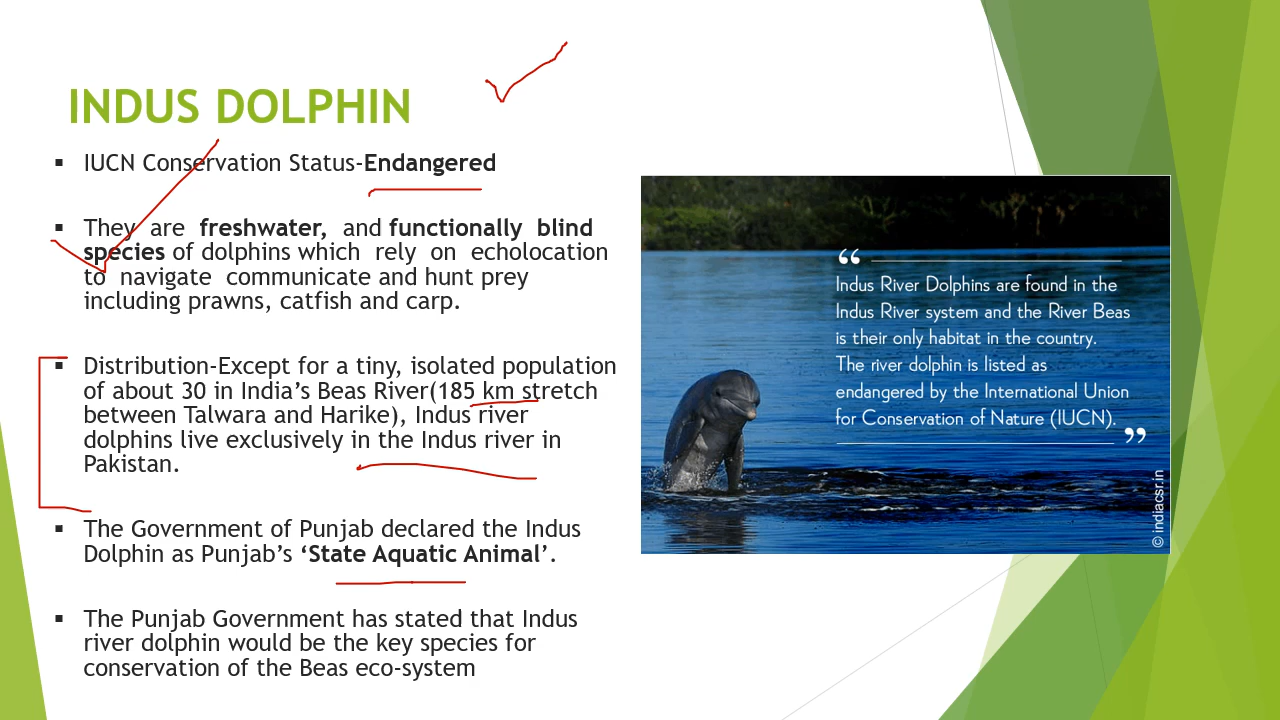 INDUS DOLPHIN
▪ IUCN Conservation Status-Endangered
▪ They are freshwater, and functionally blind
species of dolphins which rely on echolocation
to navigate communicate and hunt prey
including prawns, catfish and carp.
▪ Distribution-Except for a tiny, isolated population
of about 30 in India’s Beas River(185 km stretch
between Talwara and Harike), Indus river
dolphins live exclusively in the Indus river in
Pakistan.
▪ The Government of Punjab declared the Indus
Dolphin as Punjab’s ‘State Aquatic Animal’.
▪ The Punjab Government has stated that Indus
river dolphin would be the key species for
conservation of the Beas eco-system
“
Indus River Dolphins are found in the
Indus River system and the River Beas
is their only habitat in the country.
The river dolphin is listed as
endangered by the International Union
for Conservation of Nature (IUCN).
”
© indiacsr.in